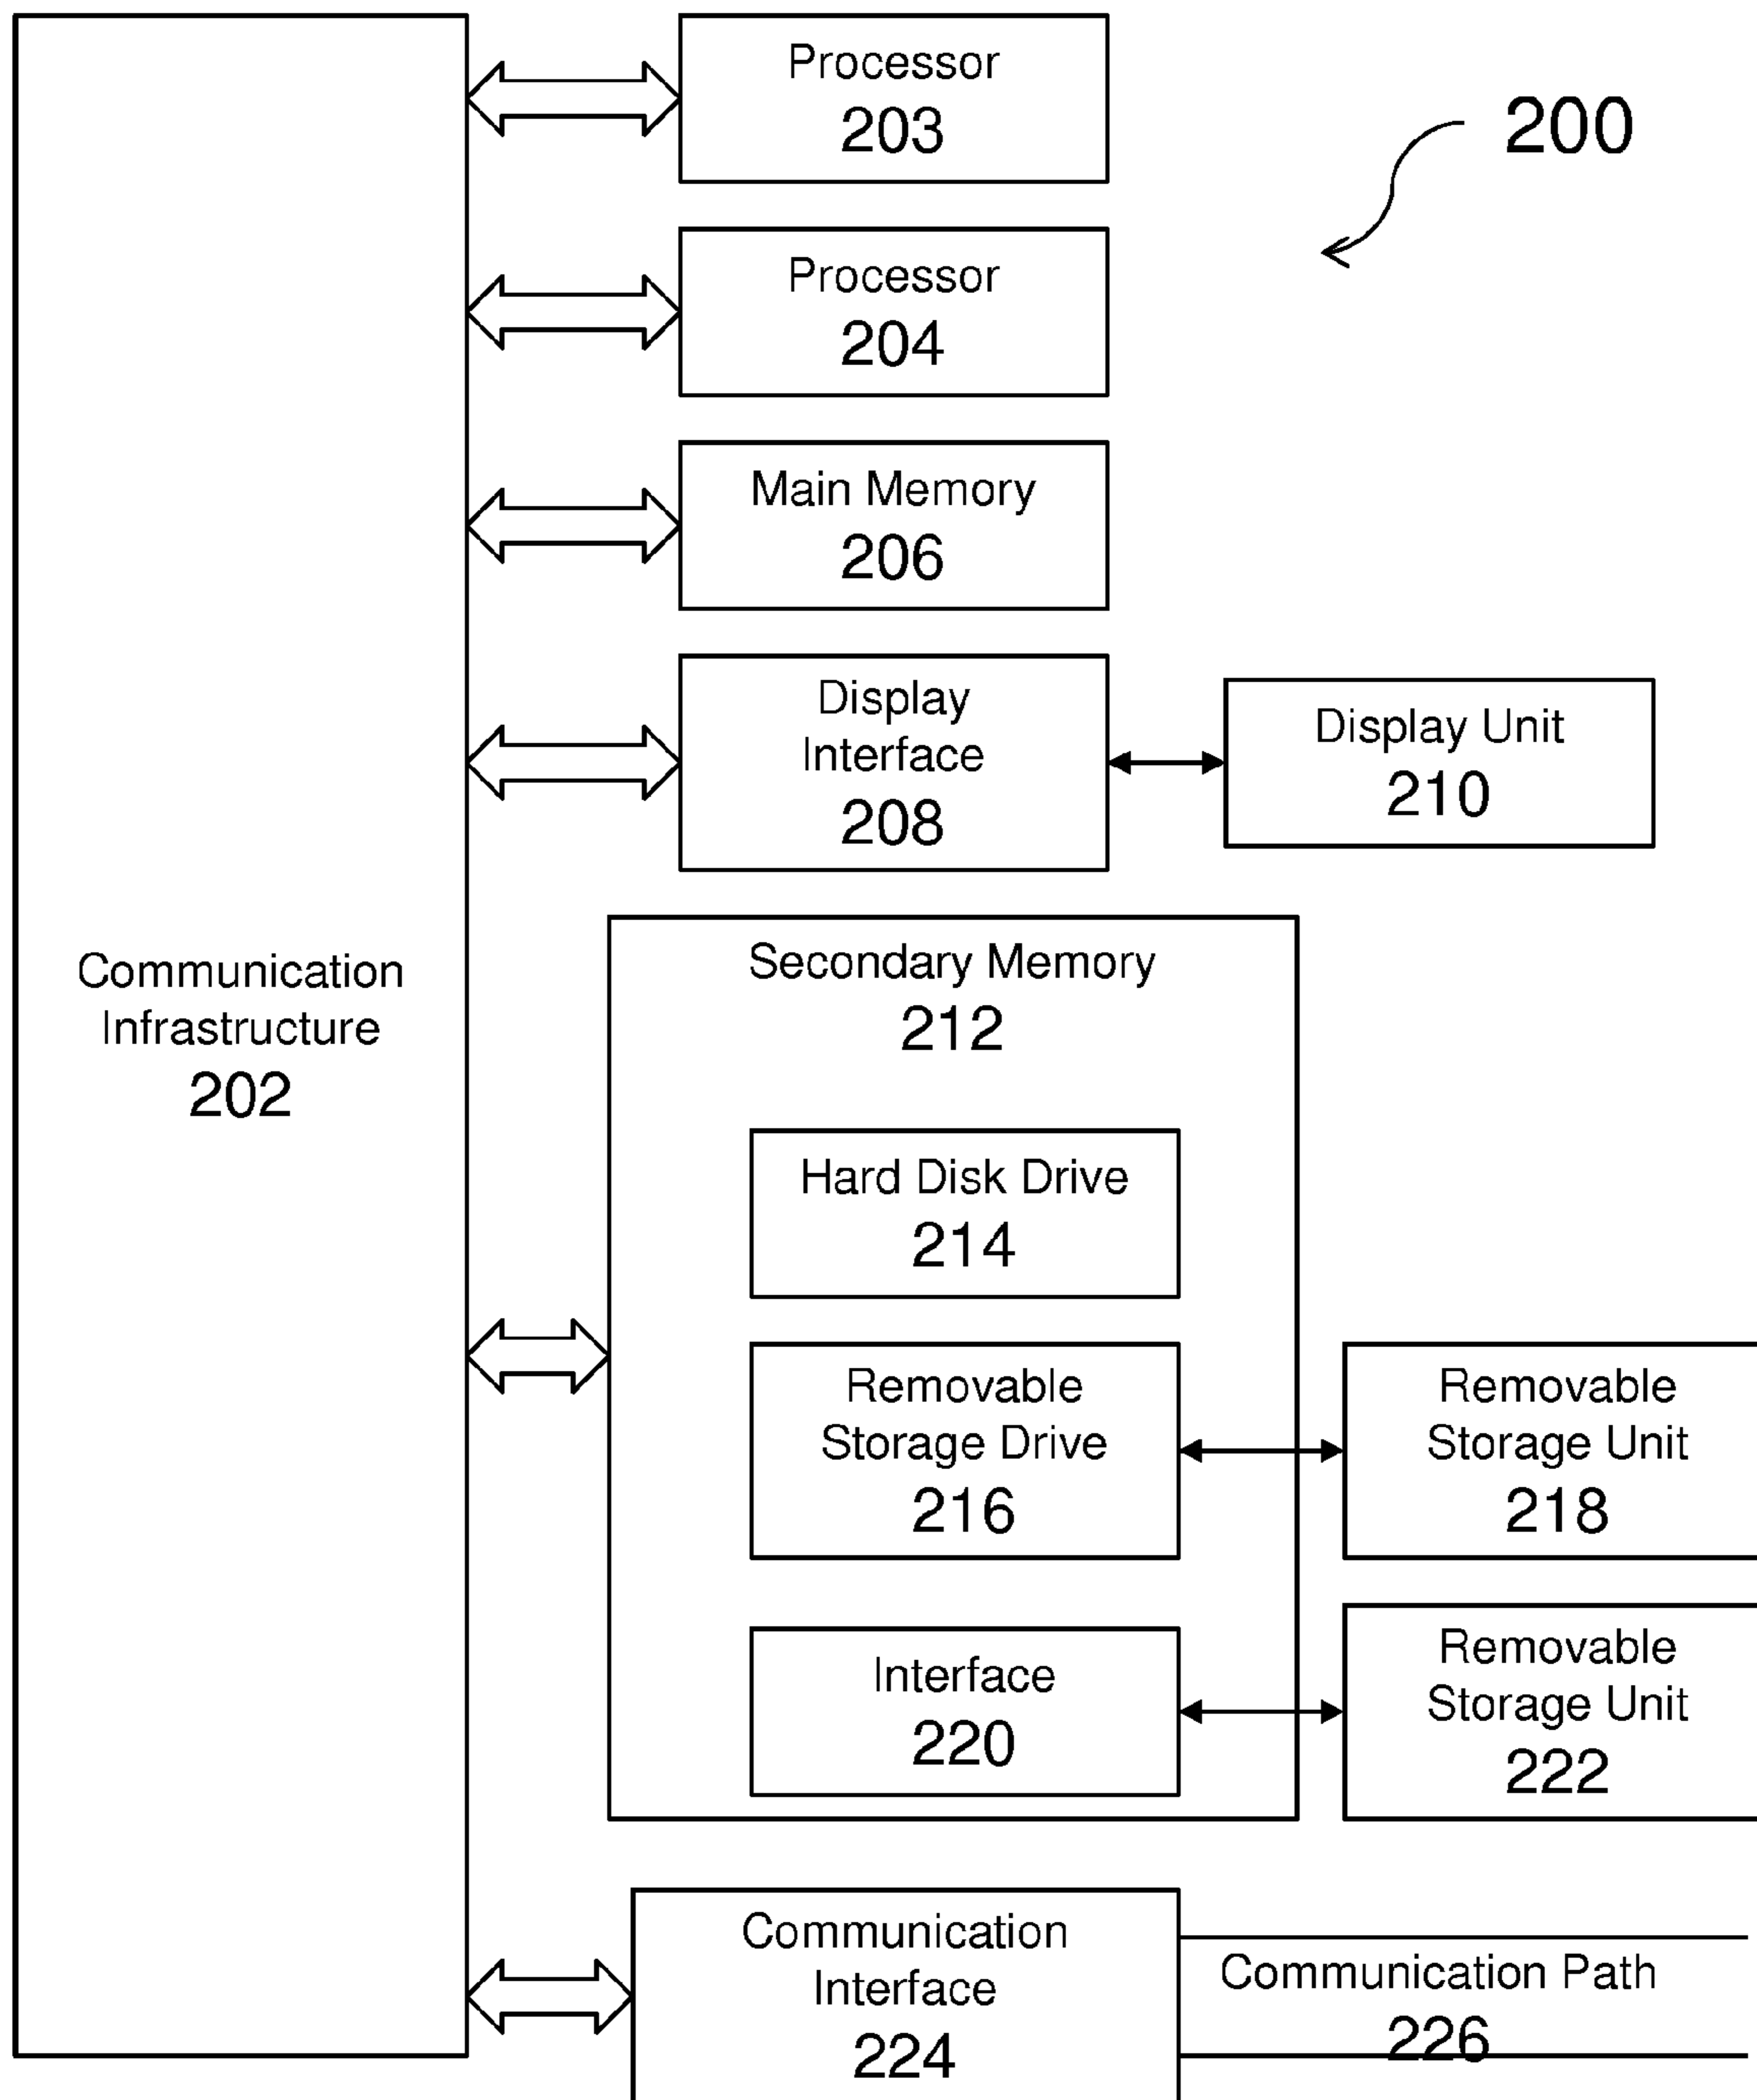 Processor
203
200
Processor
204
Main Memory
206
Display
Interface
208
Display Unit
210
Communication
Infrastructure
202
Secondary Memory
212
Hard Disk Drive
214
Removable
Storage Drive
216
Removable
Storage Unit
218
Interface
220
Removable
Storage Unit
222
Communication
Interface
224
Communication Path
226